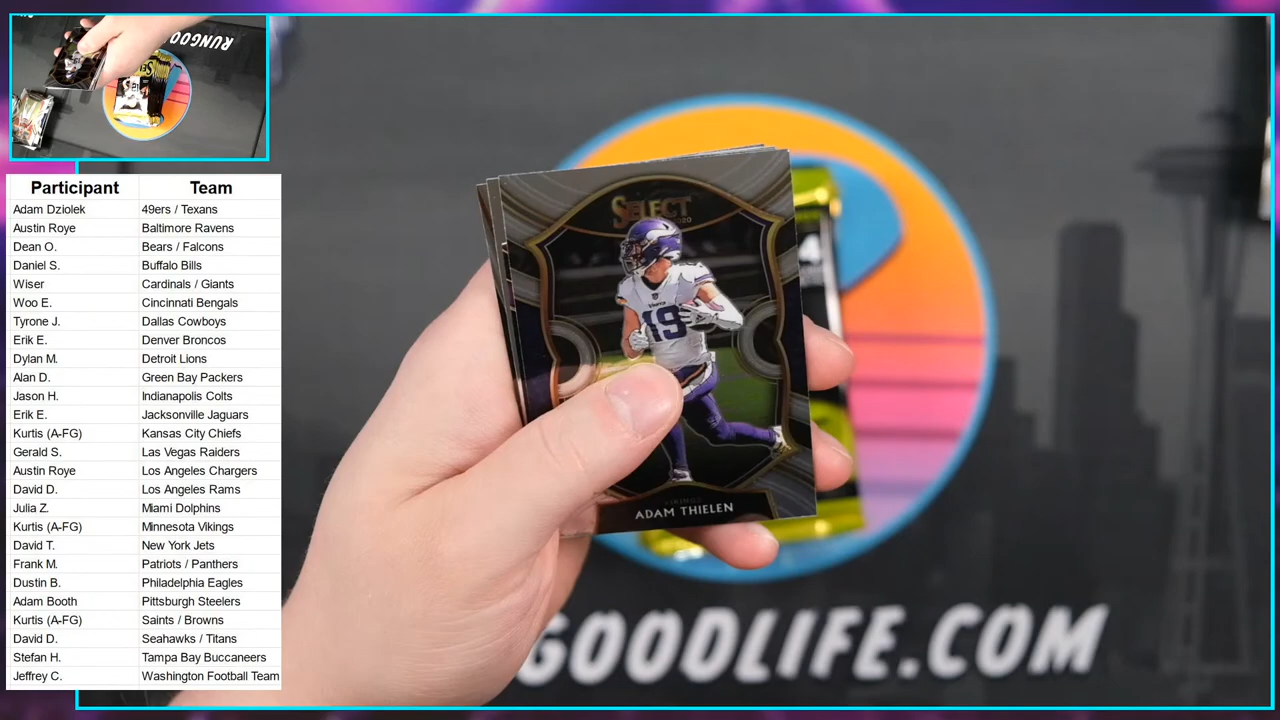 RUNGOOD
Participant Team
Adam Dziolek 49ers / Texans
Austin Roye Baltimore Ravens
Dean O. Bears / Falcons
Daniel S. Buffalo Bills
Wiser Cardinals / Giants
Woo E. Cincinnati Bengals
Tyrone J. Dallas Cowboys
Erik E. Denver Broncos
Dylan M. Detroit Lions
Alan D. Green Bay Packers
Jason H. Indianapolis Colts
Erik E. Jacksonville Jaguars
Kurtis (A-FG) Kansas City Chiefs
Gerald S. Las Vegas Raiders
Austin Roye Los Angeles Chargers
David D. Los Angeles Rams
Julia Z. Miami Dolphins
Kurtis (A-FG) Minnesota Vikings
David T. New York Jets
Frank M. Patriots / Panthers
Dustin B. Philadelphia Eagles
Adam Booth Pittsburgh Steelers
Kurtis (A-FG) Saints / Browns
David D. Seahawks / Titans
Stefan H. Tampa Bay Buccaneers
Jeffrey C. Washington Football Team
SELECT
2020
19
VIKINGS
ADAM THIELEN
4
GOODLIFE.COM